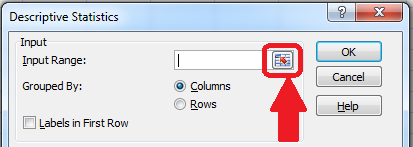 Descriptive Statistics
Input
Input Range:
OK
Cancel
Grouped By:
Columns
Rows
Help
Labels in First Row